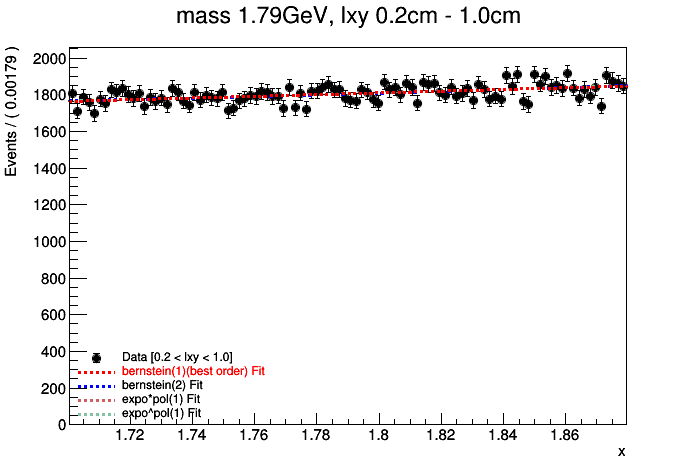 mass 1.79GeV, lxy 0.2cm - 1.0cm
Events / ( 0.00179 )
2000
1800
1600
1400
1200
1000
800
600
400
200
0
Data [0.2 < lxy < 1.0]
bernstein(1)(best order) Fit
bernstein(2) Fit
expo*pol(1) Fit
expo^pol(1) Fit
1.72 1.74 1.76 1.78 1.8 1.82 1.84 1.86
x